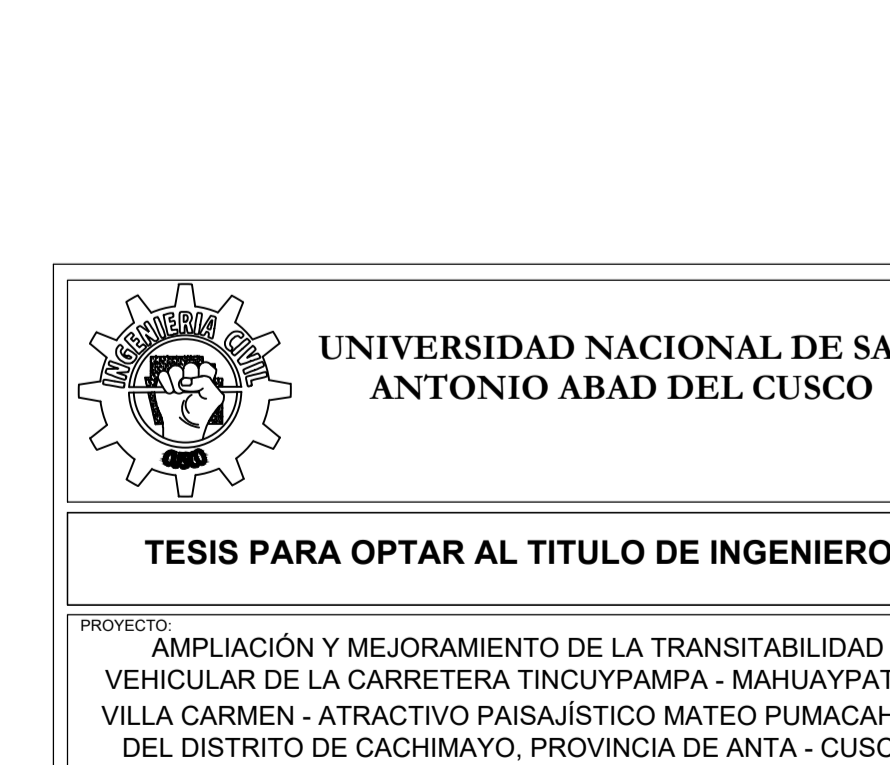 INGENIERIA CIVIL
CUSCO
UNIVERSIDAD NACIONAL DE SA
ANTONIO ABAD DEL CUSCO
TESIS PARA OPTAR AL TITULO DE INGENIERO
PROYECTO:
AMPLIACIÓN Y MEJORAMIENTO DE LA TRANSITABILIDAD
VEHICULAR DE LA CARRETERA TINCUYPAMPA - MAHUAYPAT
VILLA CARMEN - ATRACTIVO PAISAJÍSTICO MATEO PUMACAH
DEL DISTRITO DE CACHIMAYO, PROVINCIA DE ANTA - CUSC